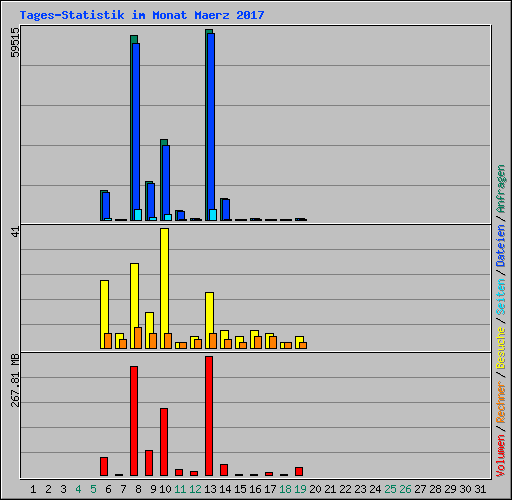 Tages-Statistik im Monat Maerz 2017
59515
41
267.81 MB
Volumen / Rechner / Besuche / Seiten / Dateien / Anfragen
1 2 3 4 5 6 7 8 9 10 11 12 13 14 15 16 17 18 19 20 21 22 23 24 25 26 27 28 29 30 31